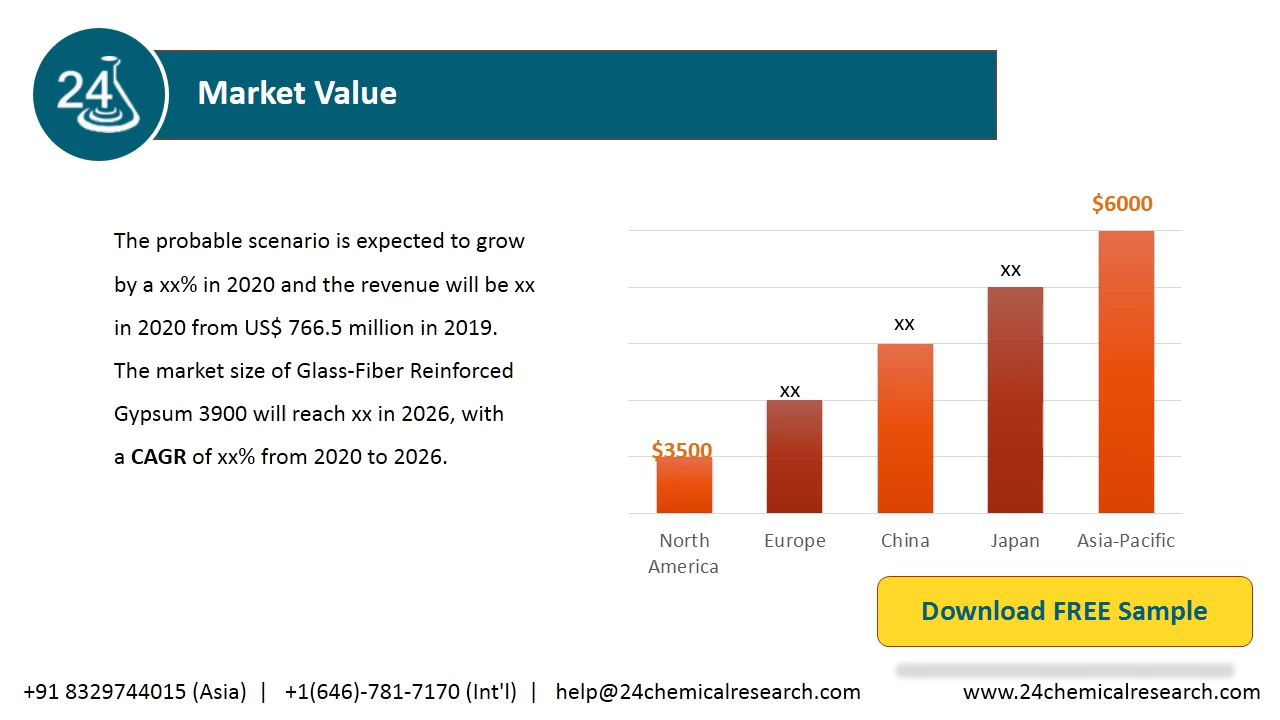 24
Market Value
The probable scenario is expected to grow
by a xx% in 2020 and the revenue will be xx
in 2020 from US$ 766.5 million in 2019.
The market size of Glass-Fiber Reinforced
Gypsum 3900 will reach xx in 2026, with
a CAGR of xx% from 2020 to 2026.
$3500
xx
xx
xx
$6000
North
America
Europe
China
Japan
Asia-Pacific
Download FREE Sample
+91 8329744015 (Asia) | +1(646)-781-7170 (Int'l) | help@24chemicalresearch.com
www.24chemicalresearch.com